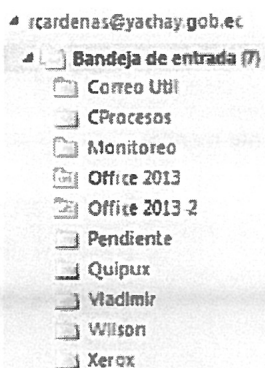 rcardenas@yachay.gob.ec
Bandeja de entrada (7)
Correo Util
CProcesos
Monitoreo
Office 2013
Office 2013-2
Pendiente
Quipux
Vladimir
Wilson
Xerox